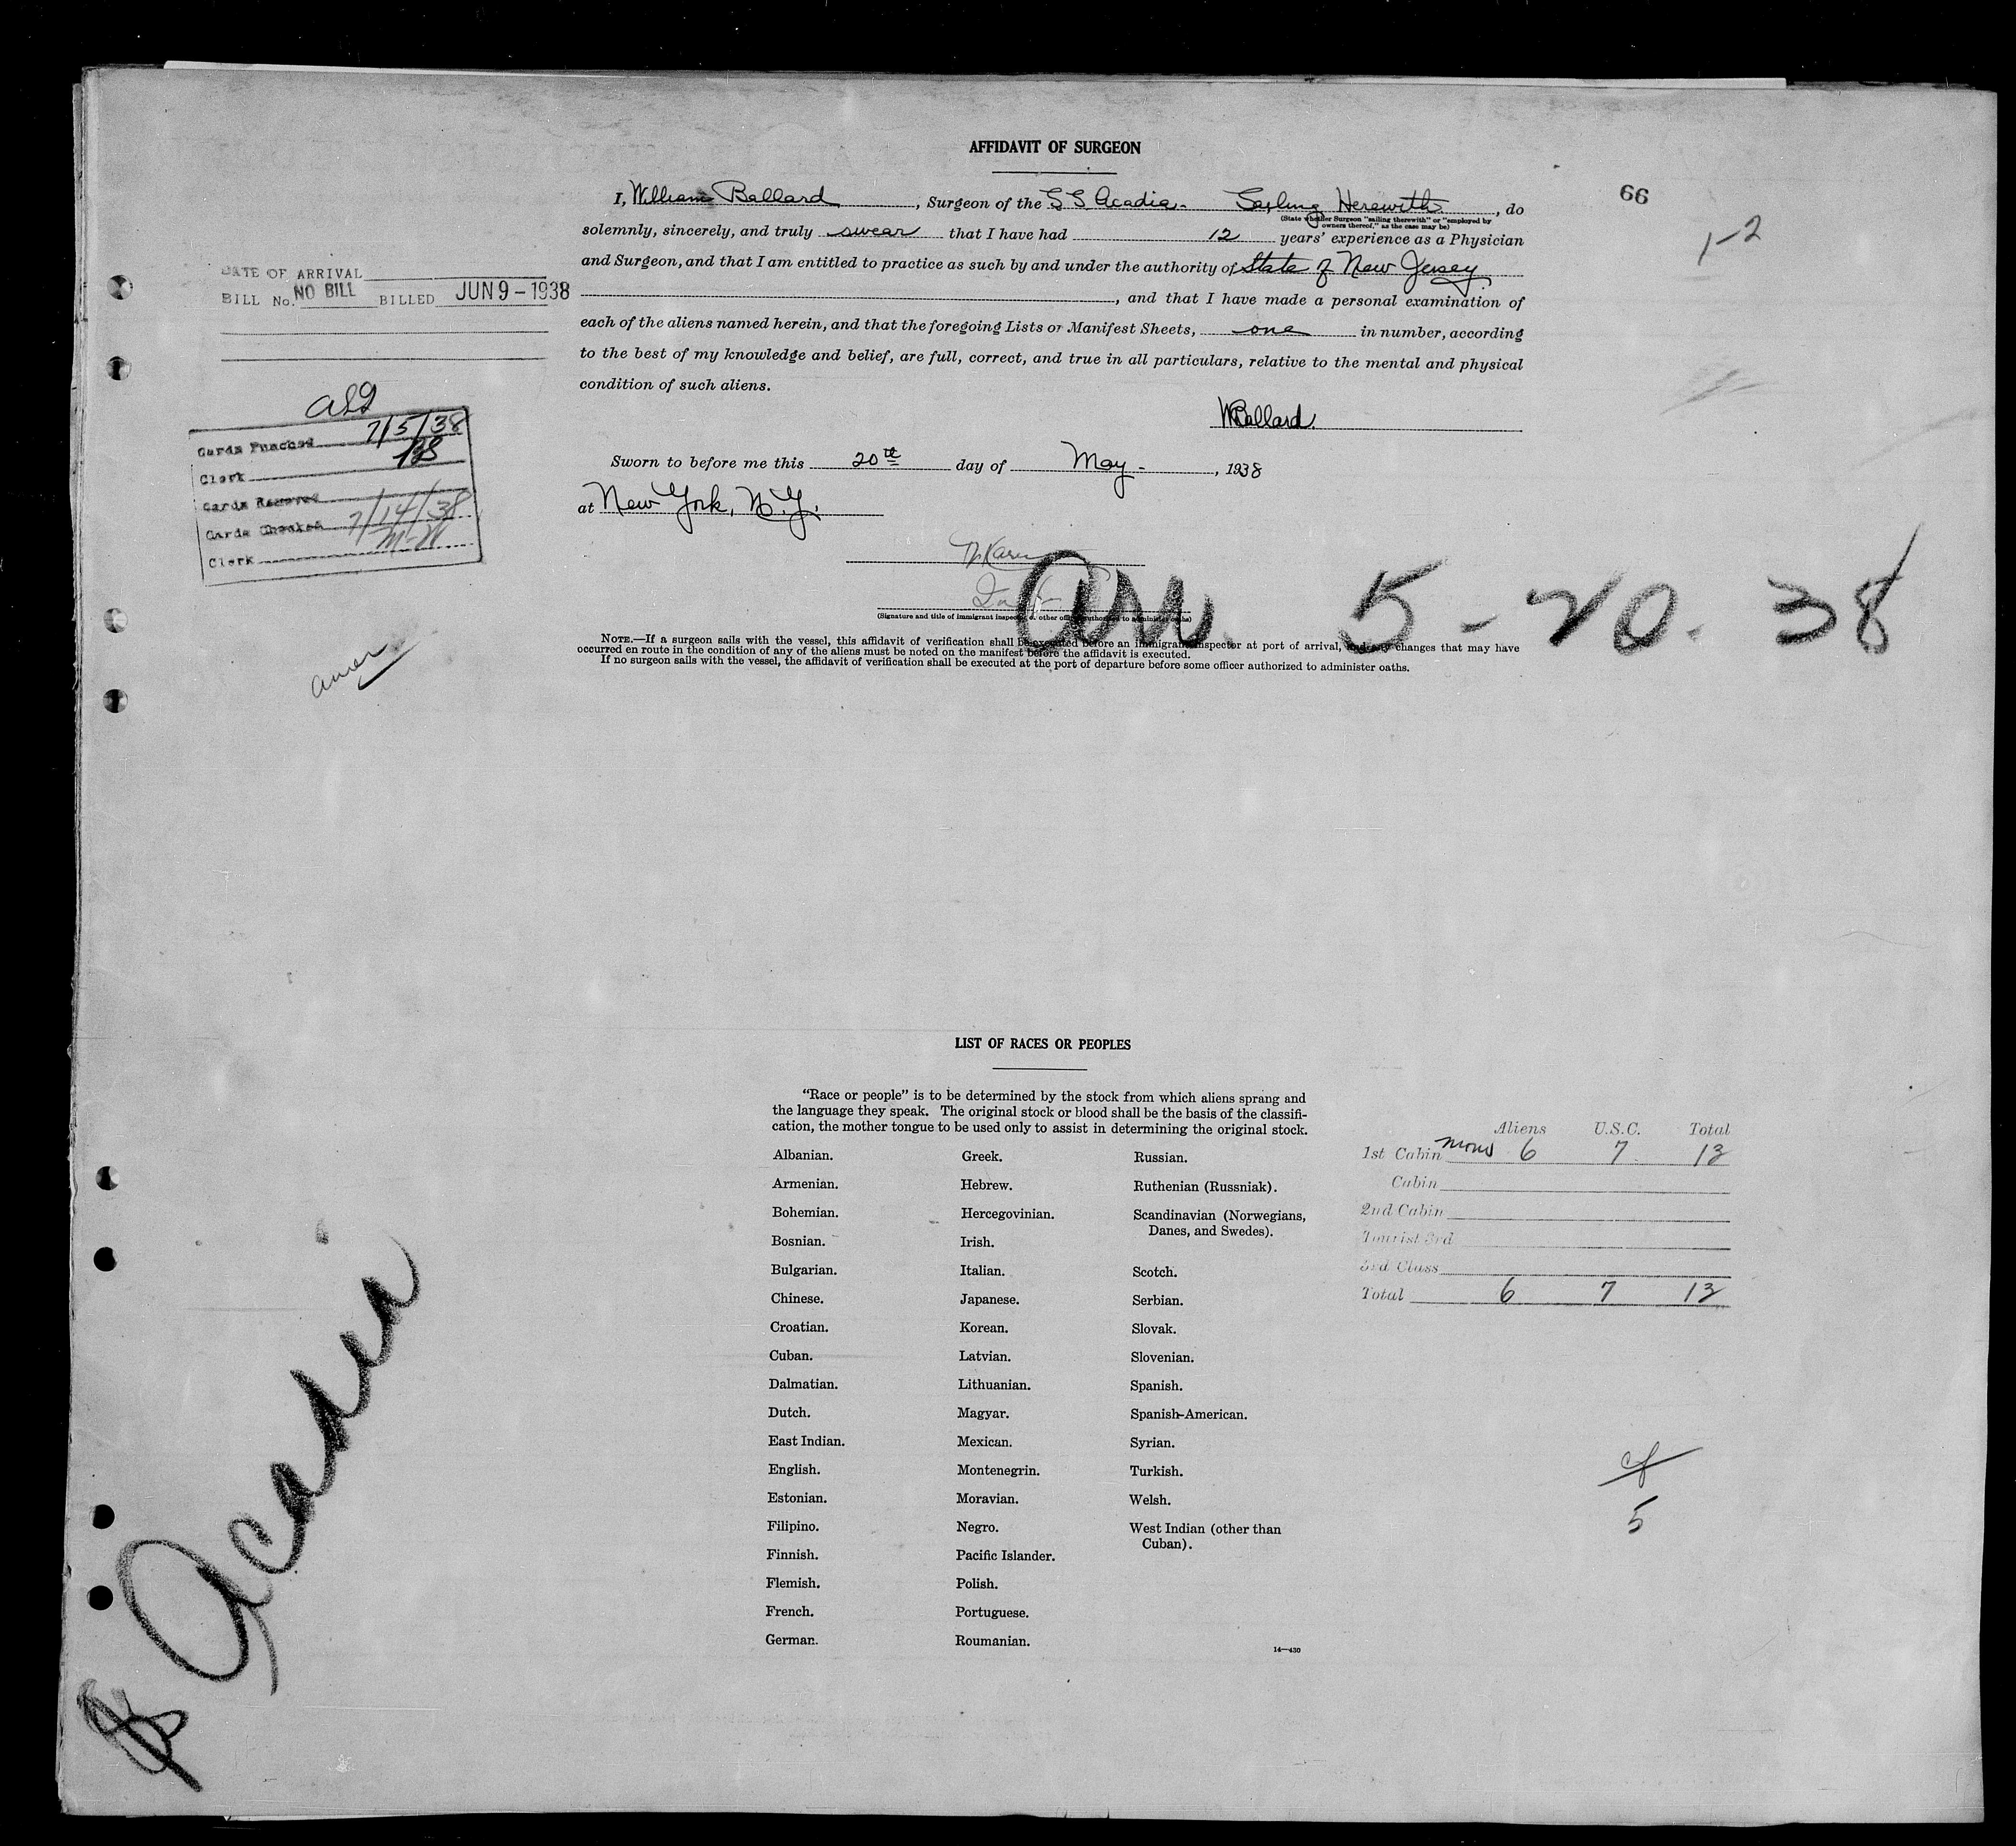 AFFIDAVIT OF SURGEON
66
1-2
I, William Ballard, Surgeon of the S S Acadia - Sailing Herewith, do
(State whether Surgeon "sailing therewith" or "employed by
owners thereof," as the case may be)
solemnly, sincerely, and truly swear that I have had 12 years' experience as a Physician
and Surgeon, and that I am entitled to practice as such by and under the authority of State of New Jersey.
, and that I have made a personal examination of
each of the aliens named herein, and that the foregoing Lists or Manifest Sheets, one in number, according
to the best of my knowledge and belief, are full, correct, and true in all particulars, relative to the mental and physical
condition of such aliens.
WBallard.
Sworn to before me this 20th day of May -, 1938
at New York, N.Y.
(Signature and title of immigrant inspector or other officer authorized to administer oaths)
5-20.38
NOTE.—If a surgeon sails with the vessel, this affidavit of verification shall be executed before an immigrant inspector at port of arrival, and any changes that may have
occurred en route in the condition of any of the aliens must be noted on the manifest before the affidavit is executed.
If no surgeon sails with the vessel, the affidavit of verification shall be executed at the port of departure before some officer authorized to administer oaths.
DATE OF ARRIVAL
BILL No. NO BILL BILLED JUN 9-1938
Cards Punched 7/5/38
Clerk
Cards Removed
Cards Checked 7/14/38
Clerk
LIST OF RACES OR PEOPLES
"Race or people" is to be determined by the stock from which aliens sprang and
the language they speak. The original stock or blood shall be the basis of the classifi-
cation, the mother tongue to be used only to assist in determining the original stock.
Albanian.
Armenian.
Bohemian.
Bosnian.
Bulgarian.
Chinese.
Croatian.
Cuban.
Dalmatian.
Dutch.
East Indian.
English.
Estonian.
Filipino.
Finnish.
Flemish.
French.
German.
Greek.
Hebrew.
Hercegovinian.
Irish.
Italian.
Japanese.
Korean.
Latvian.
Lithuanian.
Magyar.
Mexican.
Montenegrin.
Moravian.
Negro.
Pacific Islander.
Polish.
Portuguese.
Roumanian.
Russian.
Ruthenian (Russniak).
Scandinavian (Norwegians,
Danes, and Swedes).
Scotch.
Serbian.
Slovak.
Slovenian.
Spanish.
Spanish-American.
Syrian.
Turkish.
Welsh.
West Indian (other than
Cuban).
14—430
Aliens U.S.C. Total
1st Cabin 6 7 13
Cabin
2nd Cabin
Tourist 3rd
3rd Class
Total 6 7 13
5
Acadia